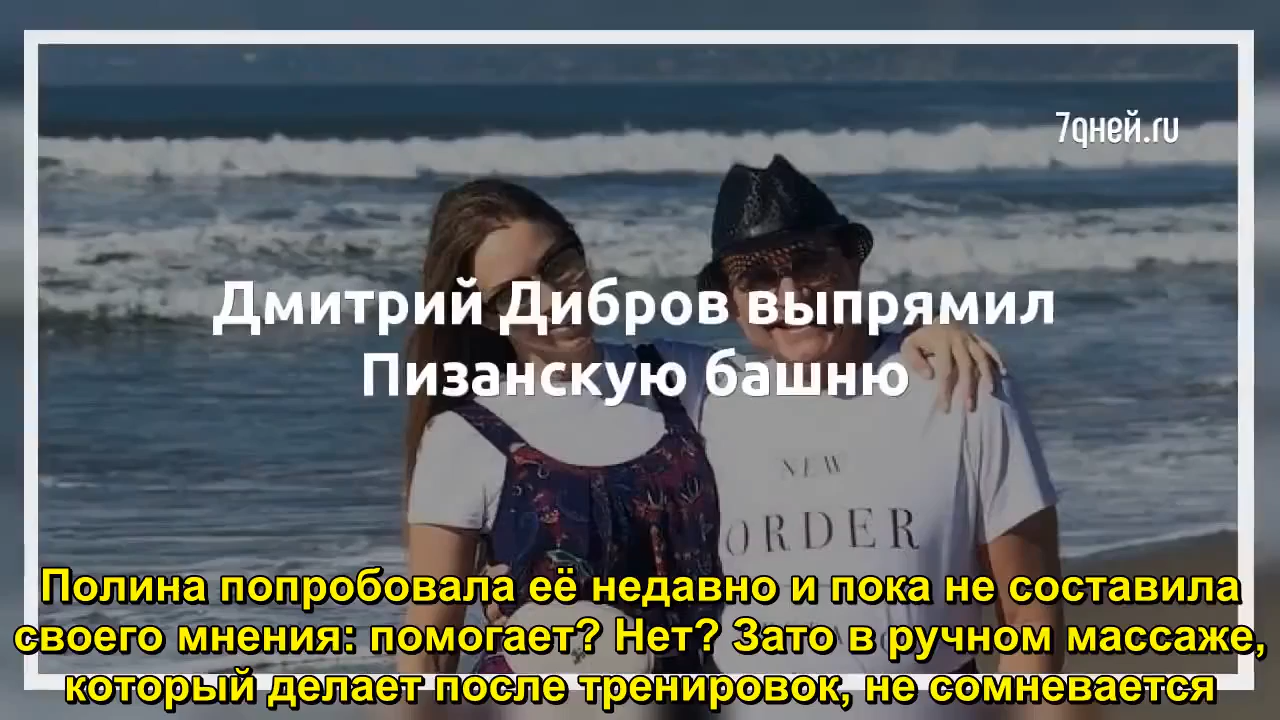 7дней.ru
Дмитрий Дибров выпрямил
Пизанскую башню
NEW
ORDER
Полина попробовала её недавно и пока не составила
своего мнения: помогает? Нет? Зато в ручном массаже,
который делает после тренировок, не сомневается